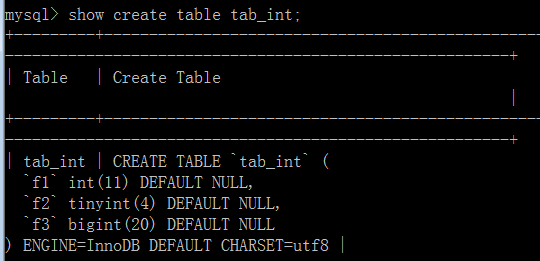 mysql> show create table tab_int;
+---------+----------------------------------------------------
---------------------------------------------------+
| Table   | Create Table
                                                   |
+---------+----------------------------------------------------
---------------------------------------------------+
| tab_int | CREATE TABLE `tab_int` (
  `f1` int(11) DEFAULT NULL,
  `f2` tinyint(4) DEFAULT NULL,
  `f3` bigint(20) DEFAULT NULL
) ENGINE=InnoDB DEFAULT CHARSET=utf8 |